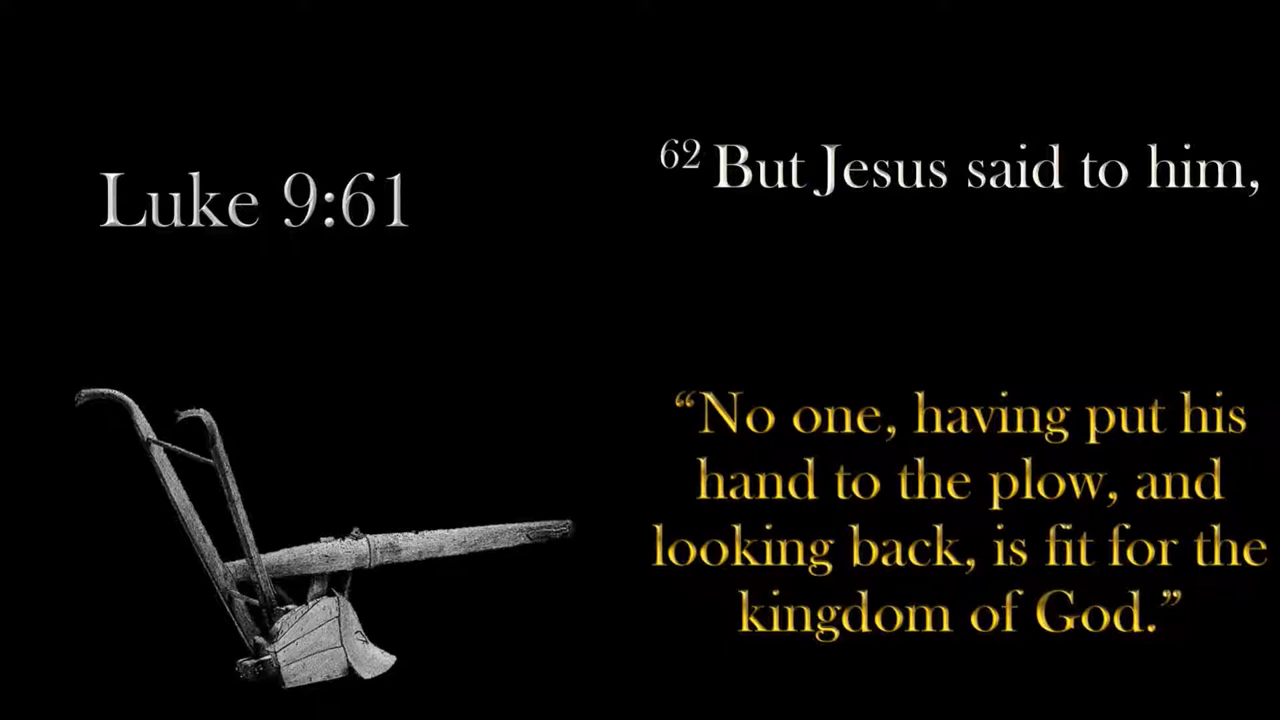 Luke 9:61
62 But Jesus said to him,
“No one, having put his
hand to the plow, and
looking back, is fit for the
kingdom of God.”